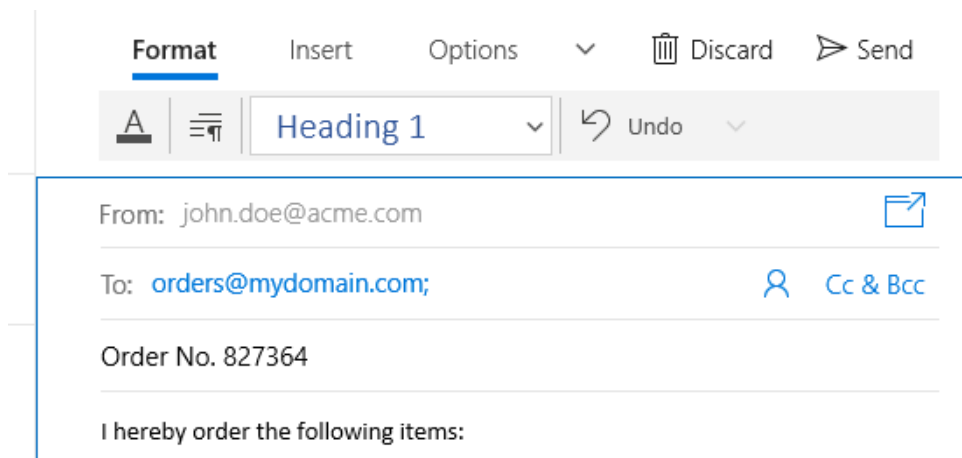 Format Insert Options Discard Send
A Heading 1 Undo
From: john.doe@acme.com
To: orders@mydomain.com; Cc & Bcc
Order No. 827364
I hereby order the following items: